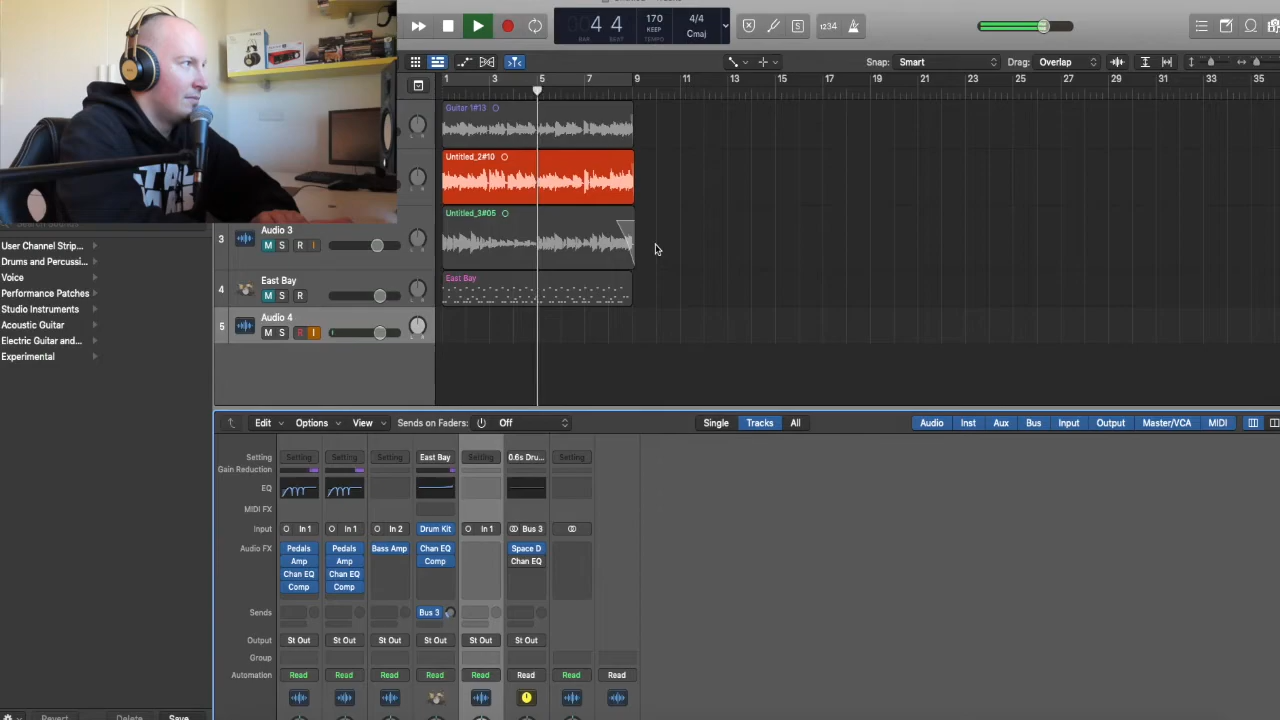 4 4
BAR
BEAT
170
KEEP
TEMPO
4/4
Cmaj
S
1234
Snap: Smart
Drag: Overlap
1 3 5 7 9 11 13 15 17 19 21 23 25 27 29 31 33 35
Guitar 1#13
Untitled_2#10
Untitled_3#05
3 Audio 3
M S R I
East Bay
4 East Bay
M S R
5 Audio 4
M S R I
User Channel Strip...
Drums and Percussi...
Voice
Performance Patches
Studio Instruments
Acoustic Guitar
Electric Guitar and...
Experimental
Edit Options View Sends on Faders: Off Single Tracks All Audio Inst Aux Bus Input Output Master/VCA MIDI
Setting Setting Setting Setting East Bay Setting 0.6s Dru... Setting
Gain Reduction
EQ
MIDI FX
Input In 1 In 1 In 2 Drum Kit In 1 Bus 3
Audio FX Pedals Pedals Bass Amp Chan EQ Space D
Amp Amp Comp Chan EQ
Chan EQ Chan EQ
Comp Comp
Sends Bus 3
Output St Out St Out St Out St Out St Out St Out
Group
Automation Read Read Read Read Read Read Read Read
Revert Delete Save